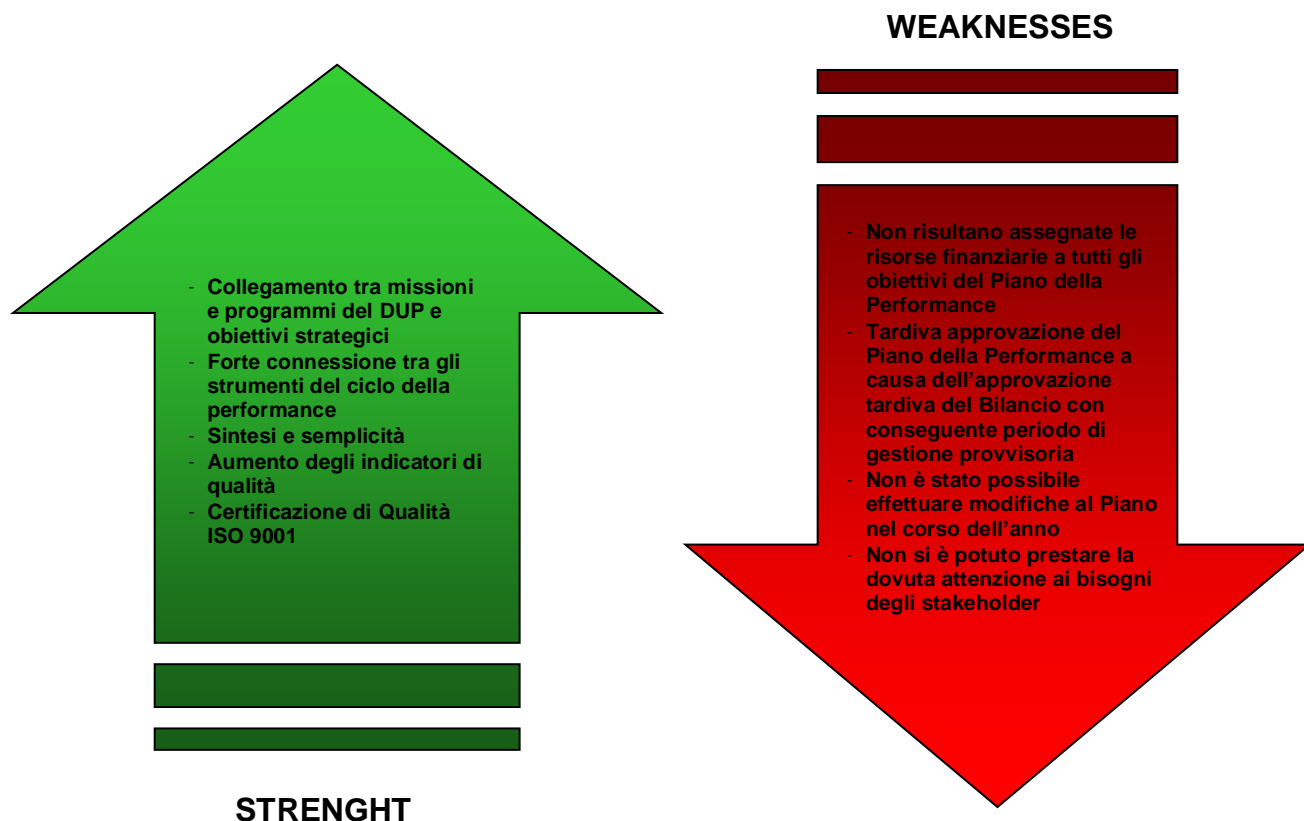 WEAKNESSES
- Collegamento tra missioni
e programmi del DUP e
obiettivi strategici
- Forte connessione tra gli
strumenti del ciclo della
performance
- Sintesi e semplicità
- Aumento degli indicatori di
qualità
- Certificazione di Qualità
ISO 9001
STRENGHT
- Non risultano assegnate le
risorse finanziarie a tutti gli
obiettivi del Piano della
Performance
- Tardiva approvazione del
Piano della Performance a
causa dell’approvazione
tardiva del Bilancio con
conseguente periodo di
gestione provvisoria
- Non è stato possibile
effettuare modifiche al Piano
nel corso dell’anno
- Non si è potuto prestare la
dovuta attenzione ai bisogni
degli stakeholder